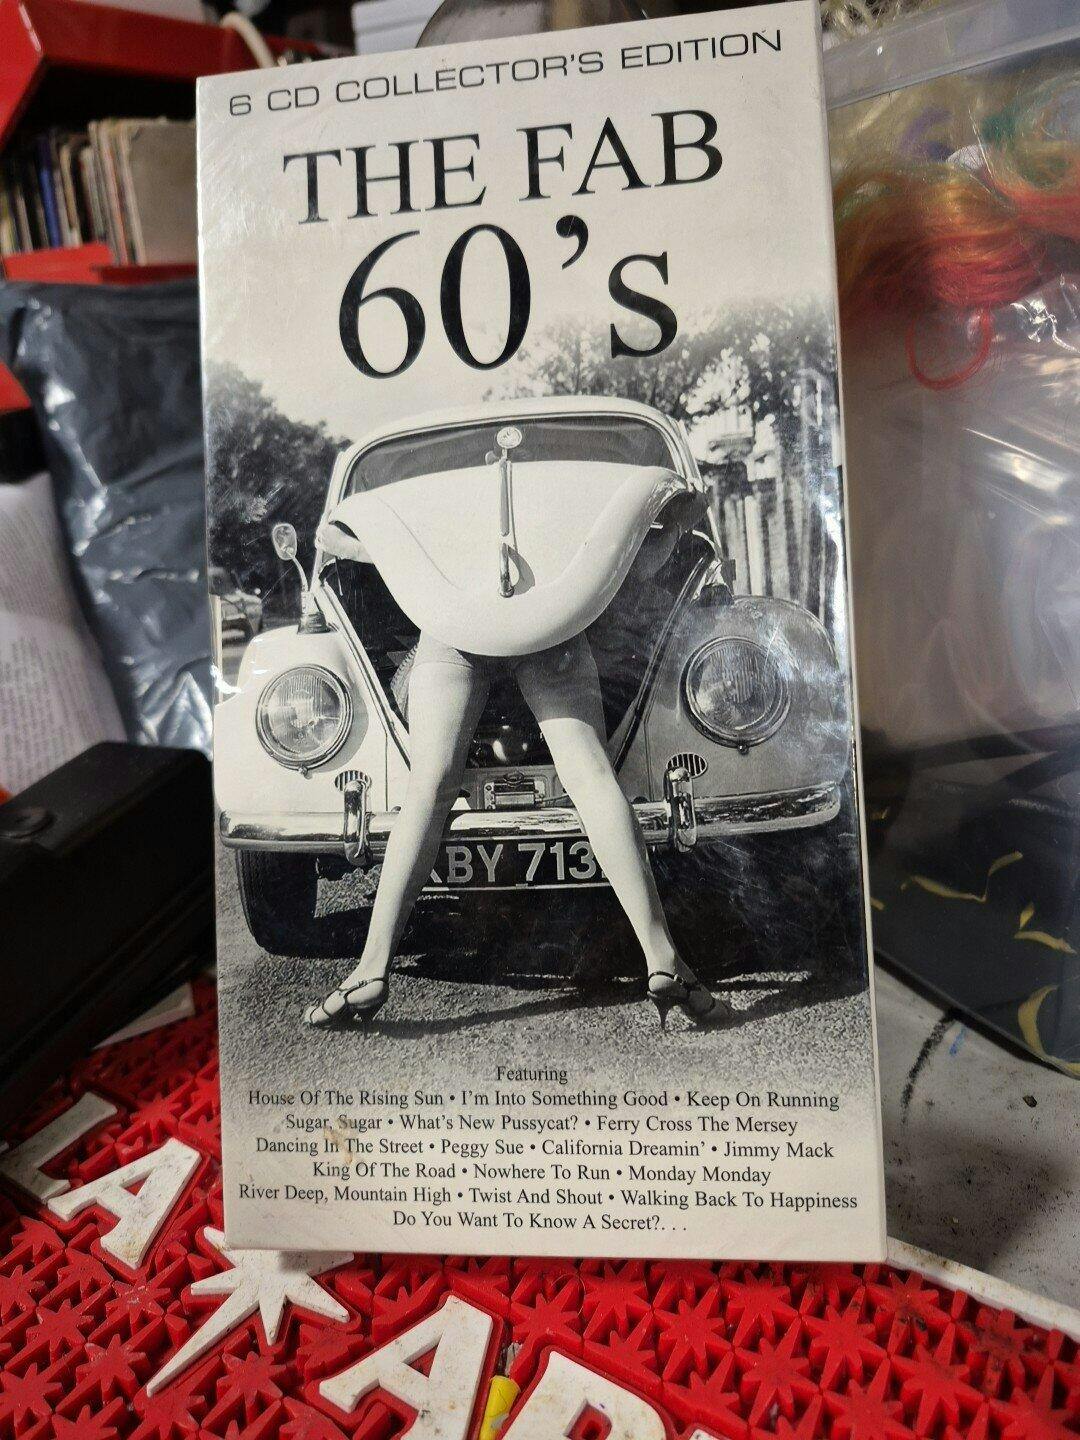 6 CD COLLECTOR'S EDITION
THE FAB
60's
BY 713
Featuring
House Of The Rising Sun • I'm Into Something Good • Keep On Running
Sugar, Sugar • What's New Pussycat? • Ferry Cross The Mersey
Dancing In The Street • Peggy Sue • California Dreamin' • Jimmy Mack
King Of The Road • Nowhere To Run • Monday Monday
River Deep, Mountain High • Twist And Shout • Walking Back To Happiness
Do You Want To Know A Secret?. . .